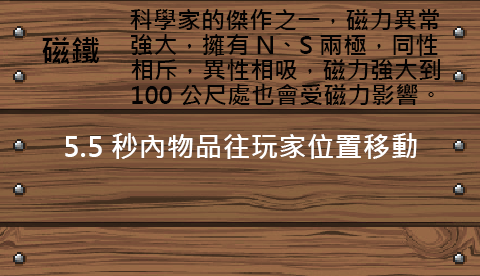 磁鐵
科學家的傑作之一，磁力異常
強大，擁有 N、S 兩極，同性
相斥，異性相吸，磁力強大到
100 公尺處也會受磁力影響。
5.5 秒內物品往玩家位置移動